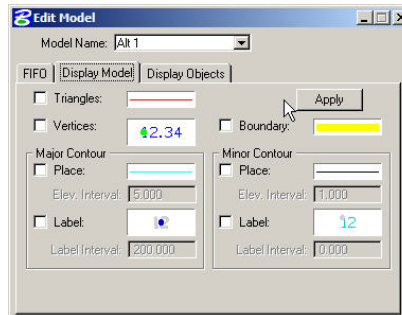 Edit Model
Model Name: Alt 1
FIFO Display Model Display Objects
Triangles:
Apply
Vertices: 12.34
Boundary:
Major Contour
Place:
Elev. Interval: 5.000
Label:
Label Interval: 200.000
Minor Contour
Place:
Elev. Interval: 1.000
Label: 12
Label Interval: 0.000